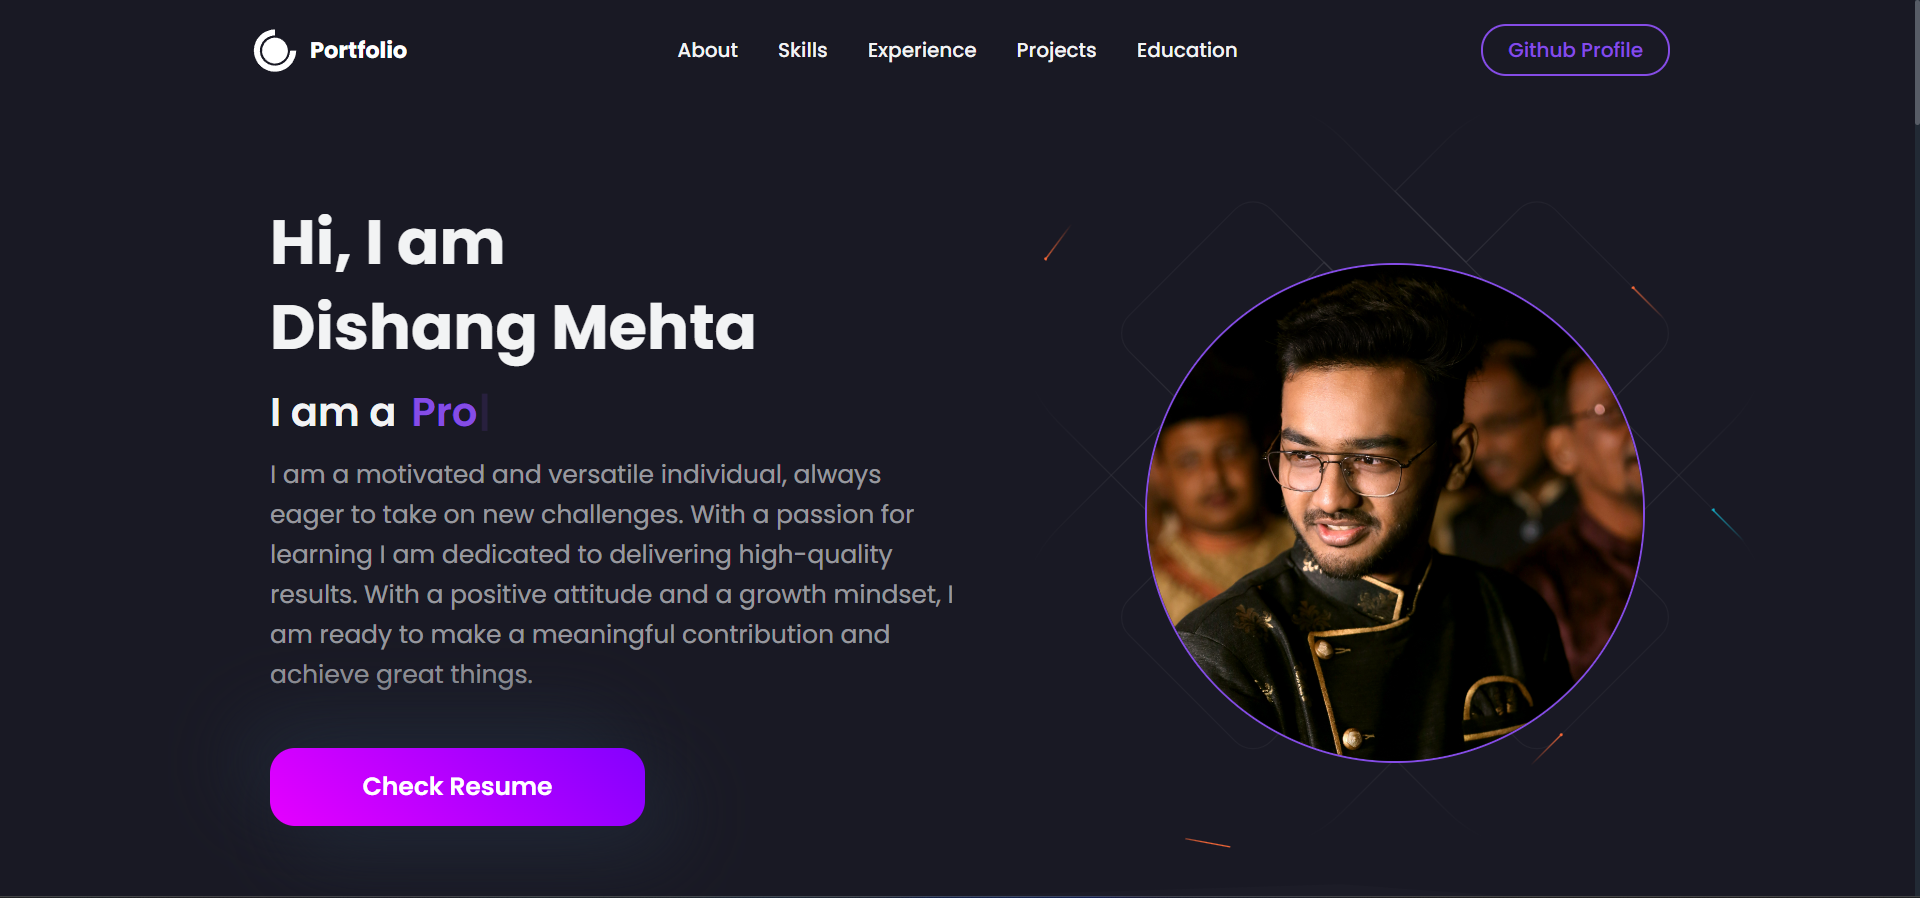 Portfolio
About Skills Experience Projects Education
Github Profile
Hi, I am
Dishang Mehta
I am a Pro|
I am a motivated and versatile individual, always
eager to take on new challenges. With a passion for
learning I am dedicated to delivering high-quality
results. With a positive attitude and a growth mindset, I
am ready to make a meaningful contribution and
achieve great things.
Check Resume